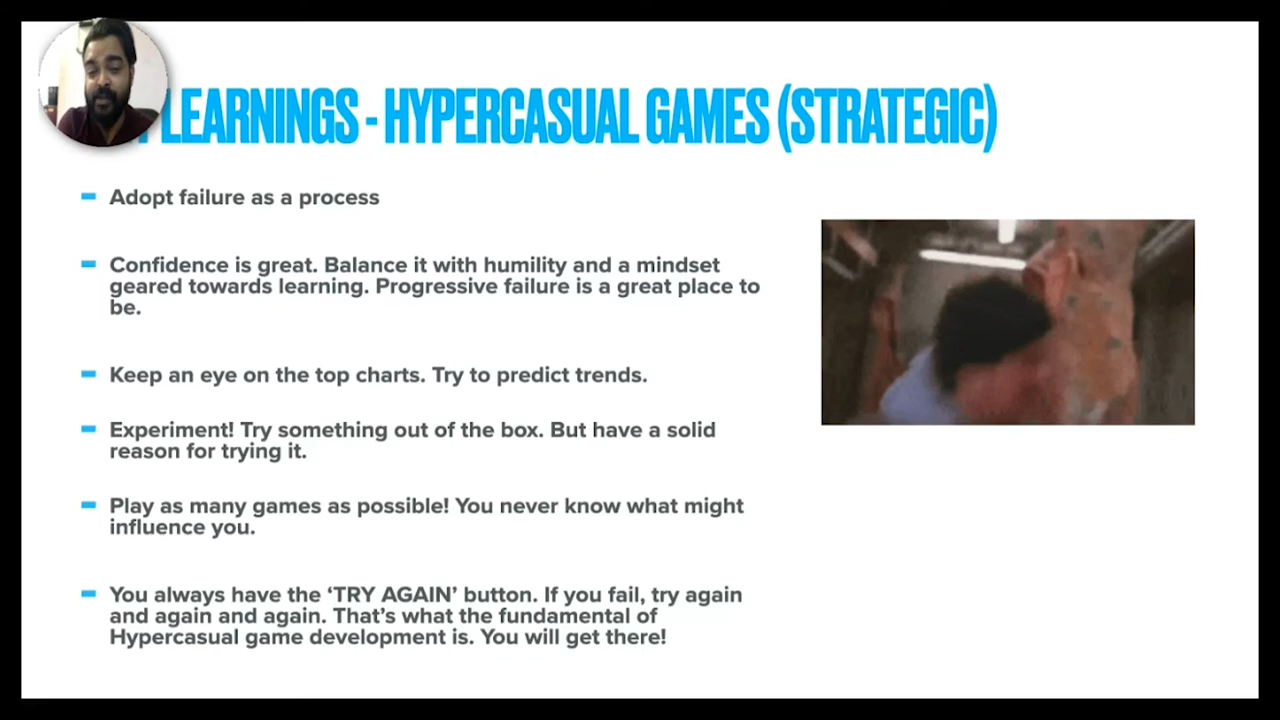 LEARNINGS - HYPERCASUAL GAMES (STRATEGIC)
Adopt failure as a process
Confidence is great. Balance it with humility and a mindset
geared towards learning. Progressive failure is a great place to
be.
Keep an eye on the top charts. Try to predict trends.
Experiment! Try something out of the box. But have a solid
reason for trying it.
Play as many games as possible! You never know what might
influence you.
You always have the ‘TRY AGAIN’ button. If you fail, try again
and again and again. That’s what the fundamental of
Hypercasual game development is. You will get there!